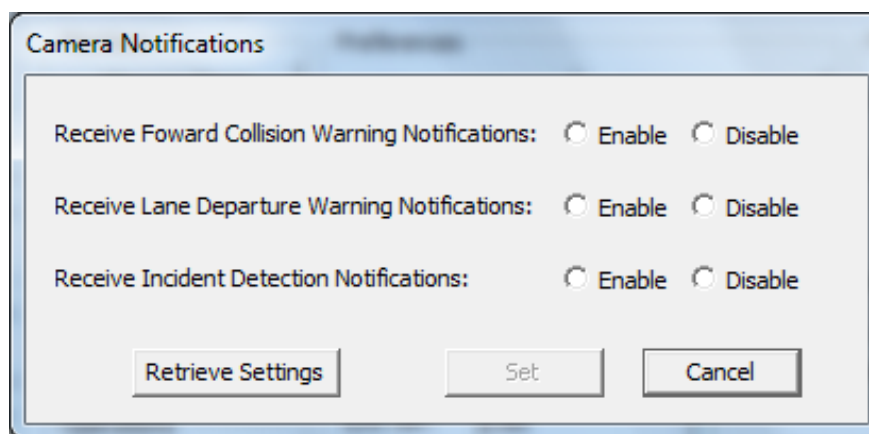 Camera Notifications
Receive Foward Collision Warning Notifications: Enable Disable
Receive Lane Departure Warning Notifications: Enable Disable
Receive Incident Detection Notifications: Enable Disable
Retrieve Settings Set Cancel